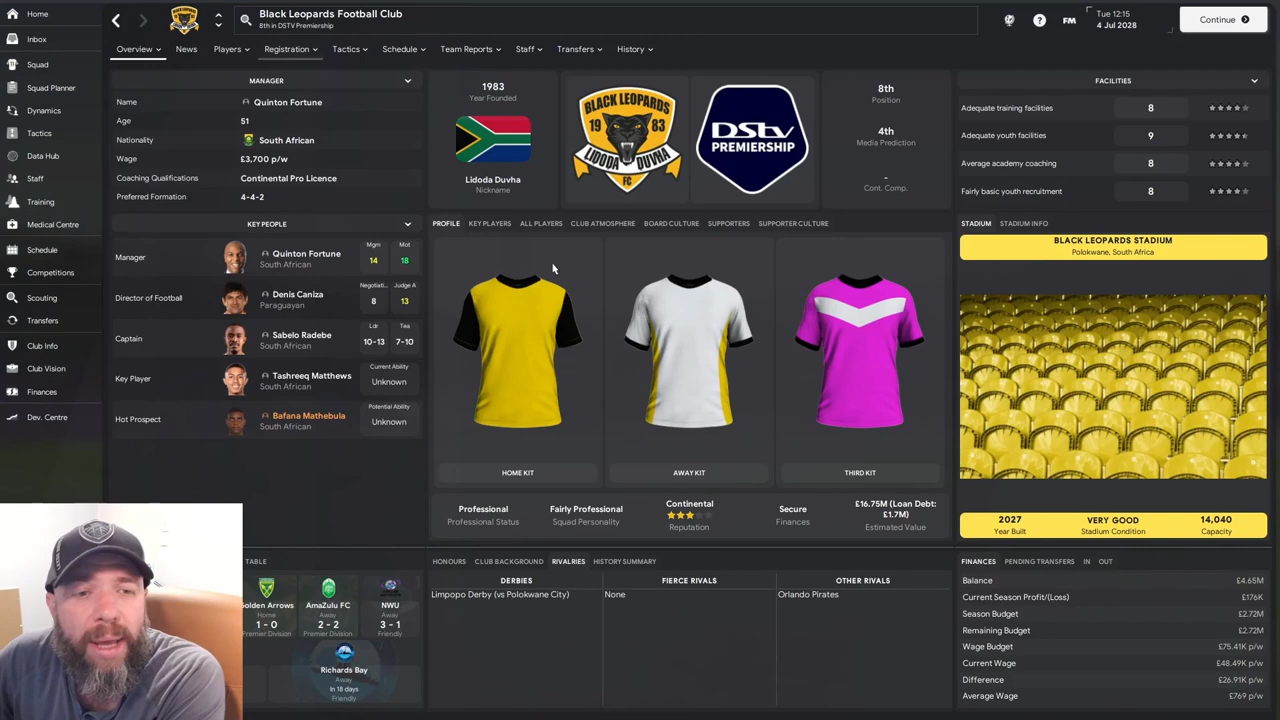 Home
Inbox
Squad
Squad Planner
Dynamics
Tactics
Data Hub
Staff
Training
Medical Centre
Schedule
Competitions
Scouting
Transfers
Club Info
Club Vision
Finances
Dev. Centre
Black Leopards Football Club
8th in DSTV Premiership
FM
Tue 12:15
4 Jul 2028
Continue
Overview
News
Players
Registration
Tactics
Schedule
Team Reports
Staff
Transfers
History
MANAGER
Name Quinton Fortune
Age 51
Nationality South African
Wage £3,700 p/w
Coaching Qualifications Continental Pro Licence
Preferred Formation 4-4-2
KEY PEOPLE
Manager Quinton Fortune South African Mgm 14 Mot 18
Director of Football Denis Caniza Paraguayan Negotiati... 8 Judge A 13
Captain Sabelo Radebe South African Ldr 10-13 Tea 7-10
Key Player Tashreeq Matthews South African Current Ability Unknown
Hot Prospect Bafana Mathebula South African Potential Ability Unknown
1983
Year Founded
Lidoda Duvha
Nickname
BLACK LEOPARDS
19 83
LIDODA DUVHA
FC
DStv
PREMIERSHIP
8th
Position
4th
Media Prediction
-
Cont. Comp.
PROFILE KEY PLAYERS ALL PLAYERS CLUB ATMOSPHERE BOARD CULTURE SUPPORTERS SUPPORTER CULTURE
HOME KIT
AWAY KIT
THIRD KIT
Professional
Professional Status
Fairly Professional
Squad Personality
Continental
Reputation
Secure
Finances
£16.75M (Loan Debt: £1.7M)
Estimated Value
FACILITIES
Adequate training facilities 8
Adequate youth facilities 9
Average academy coaching 8
Fairly basic youth recruitment 8
STADIUM STADIUM INFO
BLACK LEOPARDS STADIUM
Polokwane, South Africa
2027
Year Built
VERY GOOD
Stadium Condition
14,040
Capacity
TABLE
Golden Arrows
Home
1 - 0
Premier Division
AmaZulu FC
Away
2 - 2
Premier Division
NWU
Away
3 - 1
Friendly
Richards Bay
Away
In 18 days
Friendly
HONOURS CLUB BACKGROUND RIVALRIES HISTORY SUMMARY
DERBIES
Limpopo Derby (vs Polokwane City)
FIERCE RIVALS
None
OTHER RIVALS
Orlando Pirates
FINANCES PENDING TRANSFERS IN OUT
Balance £4.65M
Current Season Profit/(Loss) £176K
Season Budget £2.72M
Remaining Budget £2.72M
Wage Budget £75.41K p/w
Current Wage £48.49K p/w
Difference £26.91K p/w
Average Wage £769 p/w